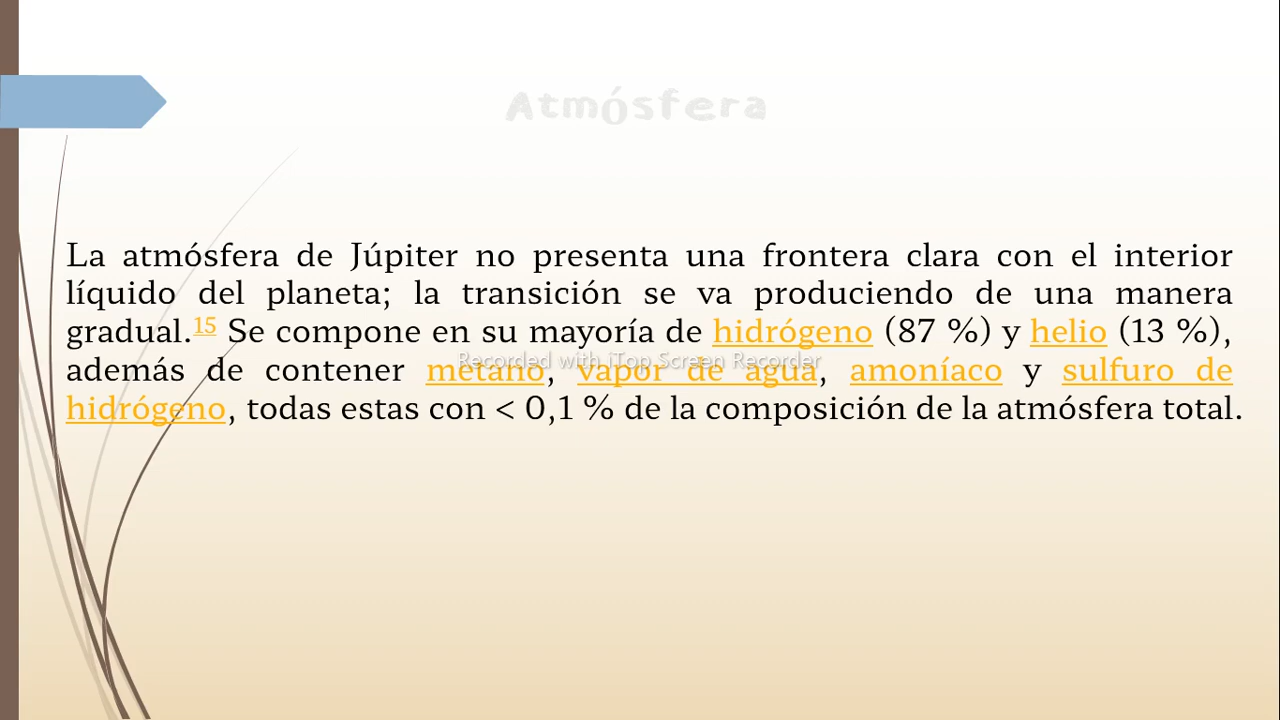 Atmósfera
La atmósfera de Júpiter no presenta una frontera clara con el interior
líquido del planeta; la transición se va produciendo de una manera
gradual.15 Se compone en su mayoría de hidrógeno (87 %) y helio (13 %),
Recorded with iTop Screen Recorder
además de contener metano, vapor de agua, amoníaco y sulfuro de
hidrógeno, todas estas con < 0,1 % de la composición de la atmósfera total.